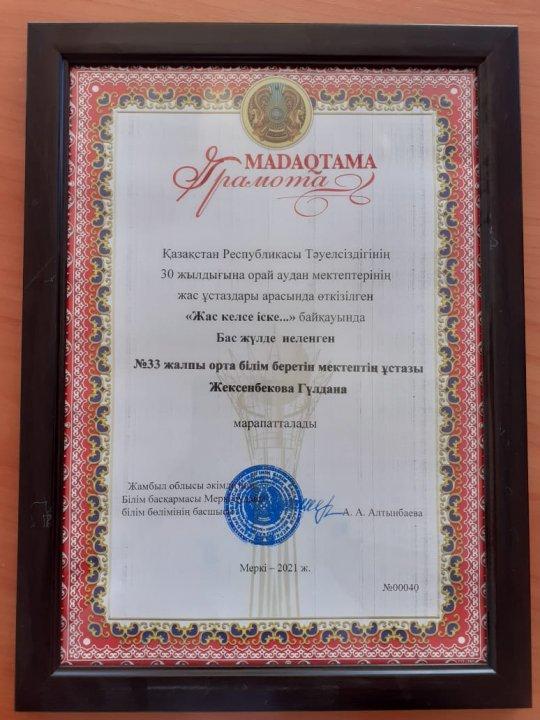 MADAQTAMA
Грамота
Қазақстан Республикасы Тәуелсіздігінің
30 жылдығына орай аудан мектептерінің
жас ұстаздары арасында өткізілген
«Жас келсе іске...» байқауында
Бас жүлде иеленген
№33 жалпы орта білім беретін мектептің ұстазы
Жексенбекова Гүлдана
марапатталады
Жамбыл облысы
Білім басқармасы
білім бөлімінің басшысы
А. А. Алтынбаева
Меркі – 2021 ж.
№00040